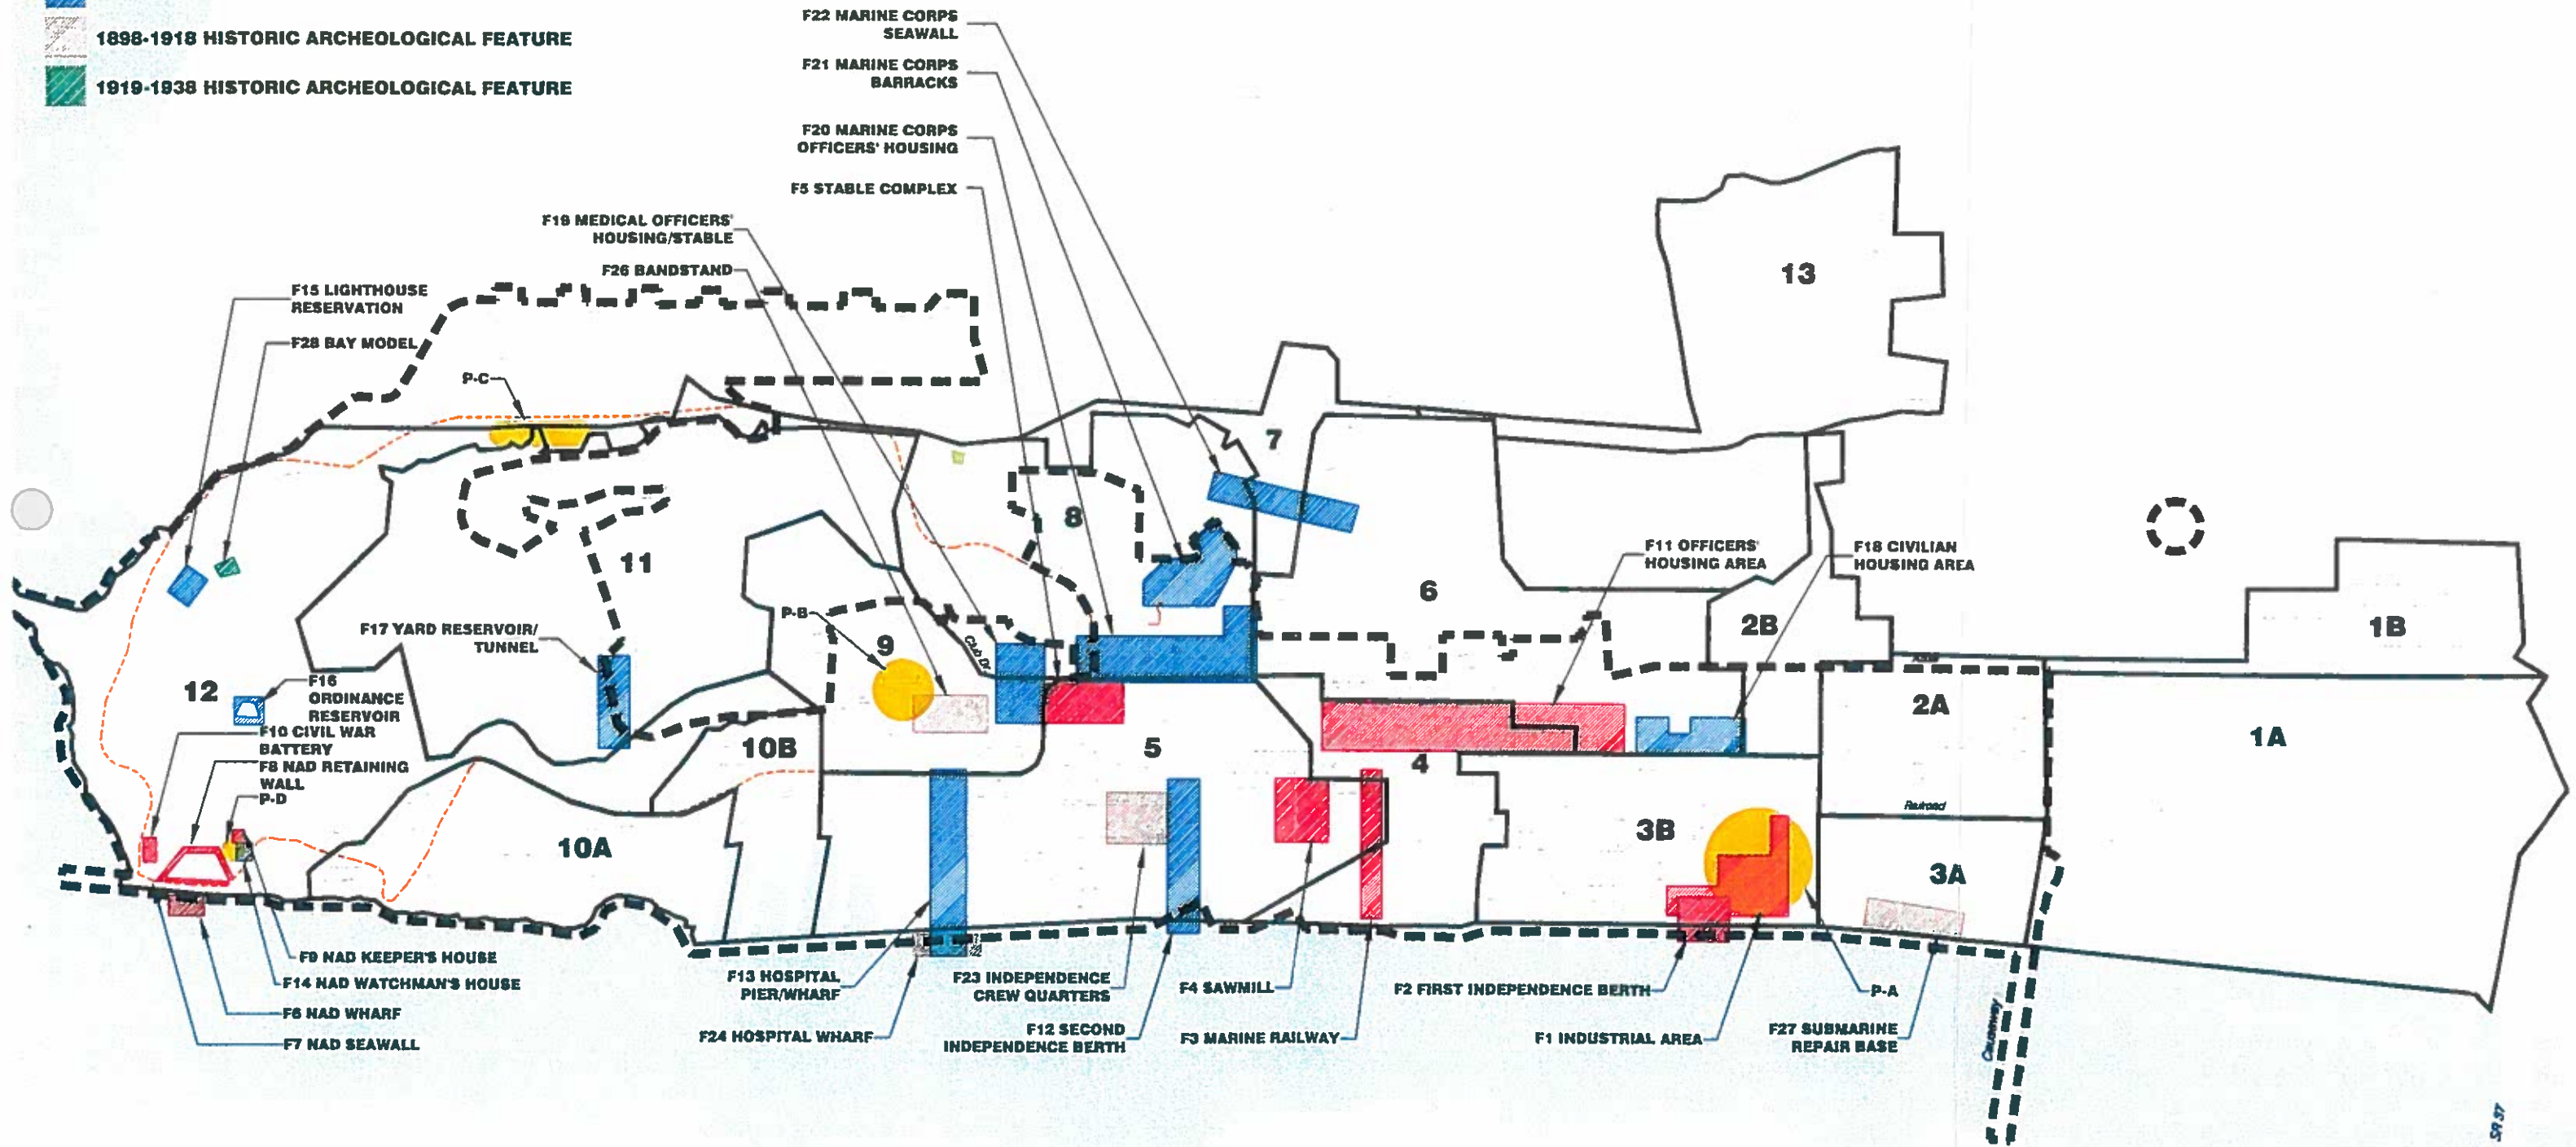 1898-1918 HISTORIC ARCHEOLOGICAL FEATURE
1919-1938 HISTORIC ARCHEOLOGICAL FEATURE
F22 MARINE CORPS
SEAWALL
F21 MARINE CORPS
BARRACKS
F20 MARINE CORPS
OFFICERS' HOUSING
F5 STABLE COMPLEX
F19 MEDICAL OFFICERS'
HOUSING/STABLE
F26 BANDSTAND
F15 LIGHTHOUSE
RESERVATION
F28 BAY MODEL
P-C
13
7
8
11
F11 OFFICERS'
HOUSING AREA
F18 CIVILIAN
HOUSING AREA
6
2B
1B
P-B
9
Club Dr
F17 YARD RESERVOIR/
TUNNEL
12
F16
ORDINANCE
RESERVOIR
F10 CIVIL WAR
BATTERY
F8 NAD RETAINING
WALL
P-D
10B
5
4
2A
1A
Railroad
10A
3B
3A
F9 NAD KEEPER'S HOUSE
F14 NAD WATCHMAN'S HOUSE
F6 NAD WHARF
F7 NAD SEAWALL
F13 HOSPITAL
PIER/WHARF
F24 HOSPITAL WHARF
F23 INDEPENDENCE
CREW QUARTERS
F12 SECOND
INDEPENDENCE BERTH
F4 SAWMILL
F3 MARINE RAILWAY
F2 FIRST INDEPENDENCE BERTH
F1 INDUSTRIAL AREA
P-A
F27 SUBMARINE
REPAIR BASE
Causeway
SR 37